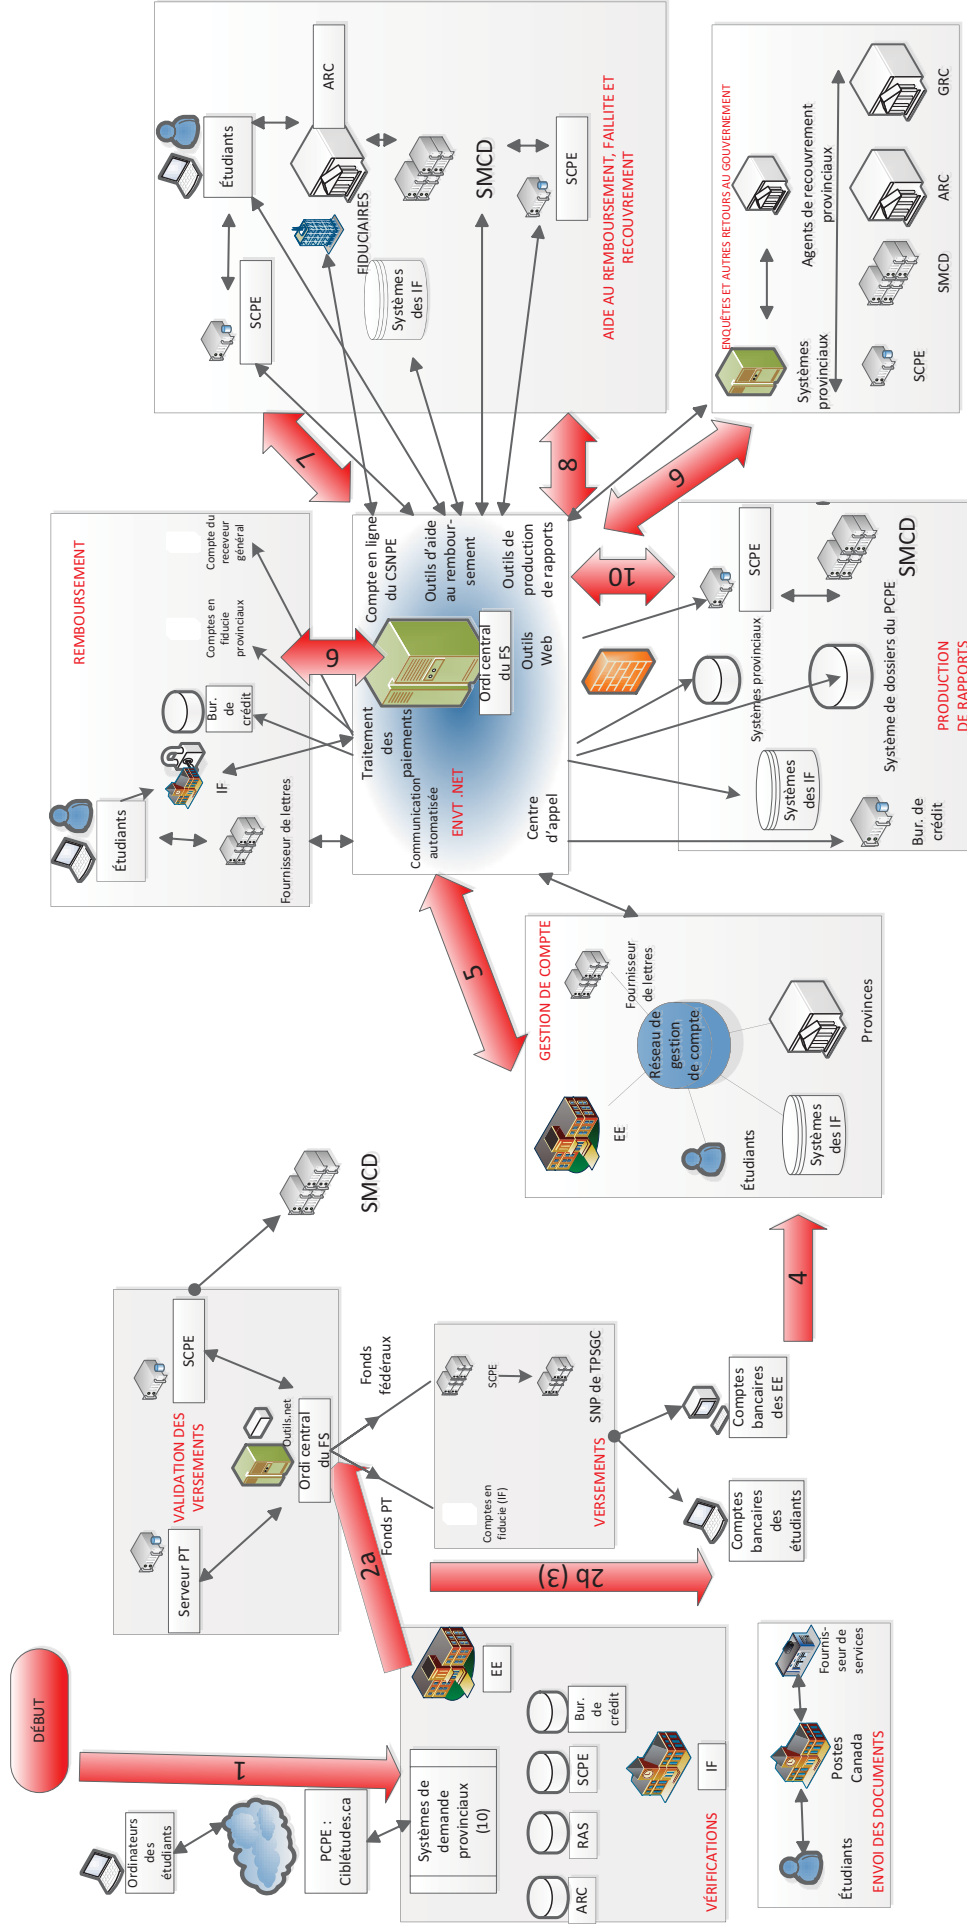 DÉBUT
1
Ordinateurs
des
étudiants
PCPE :
Ciblétudes.ca
Systèmes de
demande
provinciaux
(10)
EE
ARC
RAS
SCPE
Bur.
de
crédit
IF
VÉRIFICATIONS
Étudiants
Postes
Canada
Fournis-
seur de
services
ENVOI DES DOCUMENTS
2a
VALIDATION DES
VERSEMENTS
Serveur PT
SCPE
Outils.net
Ordi central
du FS
SMCD
Fonds PT
Fonds
fédéraux
2b (3)
Comptes en
fiducie (IF)
SCPE
SNP de TPSGC
VERSEMENTS
Comptes
bancaires
des
étudiants
Comptes
bancaires
des EE
4
GESTION DE COMPTE
EE
Fournisseur
de lettres
Réseau de
gestion
de compte
Étudiants
Systèmes
des IF
Provinces
5
REMBOURSEMENT
Étudiants
Fournisseur de lettres
IF
Bur.
de
crédit
Comptes en
fiducie
provinciaux
Compte du
receveur
général
6
Traitement
des
paiements
Communication
automatisée
ENVT .NET
Centre
d'appel
Ordi central
du FS
Outils
Web
Compte en ligne
du CSNPE
Outils d'aide
au rembour-
sement
Outils de
production
de rapports
7
Étudiants
SCPE
ARC
FIDUCIAIRES
Systèmes
des IF
SMCD
SCPE
AIDE AU REMBOURSEMENT, FAILLITE ET
RECOUVREMENT
8
9
ENQUÊTES ET AUTRES RETOURS AU GOUVERNEMENT
Systèmes
provinciaux
Agents de recouvrement
provinciaux
SCPE
SMCD
ARC
GRC
10
Bur. de
crédit
Systèmes
des IF
Systèmes provinciaux
Système de dossiers du PCPE
SCPE
SMCD
PRODUCTION
DE RAPPORTS